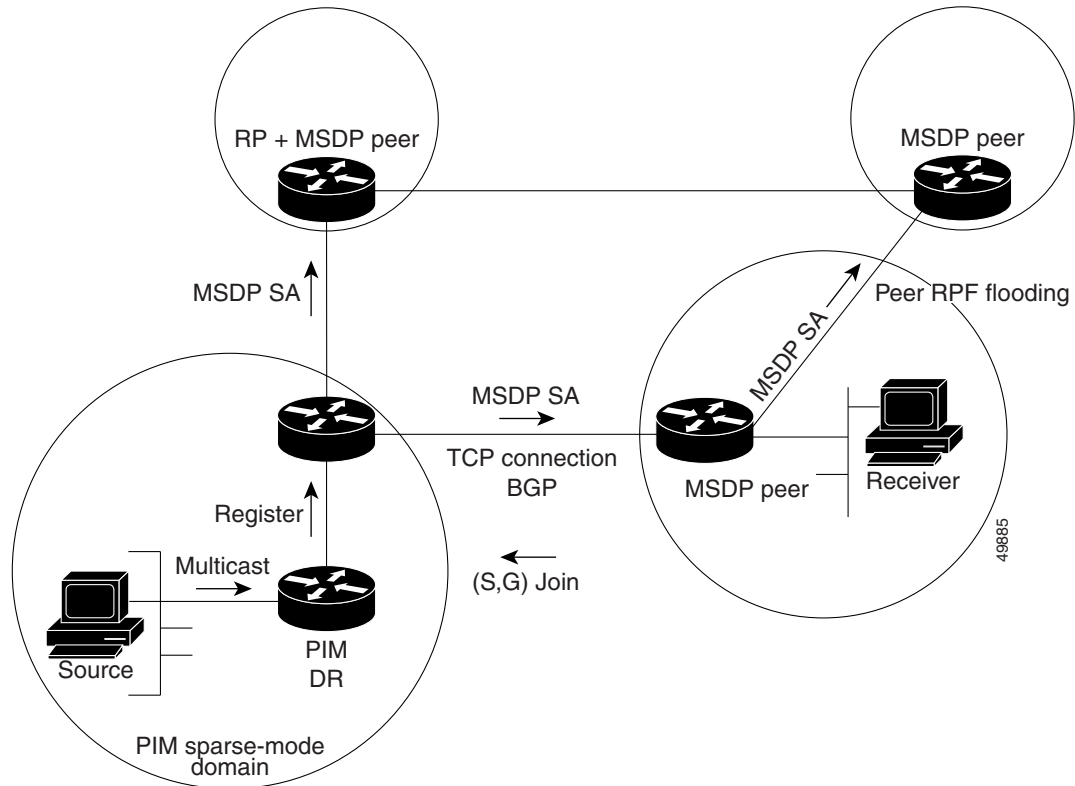 RP + MSDP peer
MSDP peer
MSDP SA
Peer RPF flooding
MSDP SA
MSDP SA
TCP connection
BGP
MSDP peer
Receiver
Register
Multicast
(S,G) Join
49885
Source
PIM
DR
PIM sparse-mode
domain